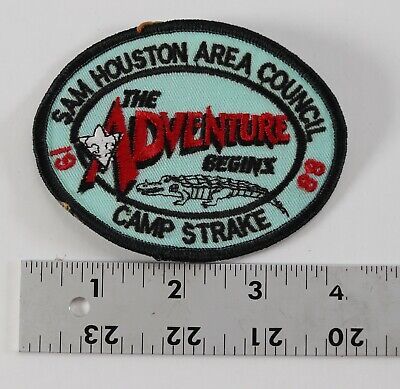 SAM HOUSTON AREA COUNCIL
THE
ADVENTURE
BEGINS
19 88
CAMP STRAKE
1 2 3 4
23 22 21 20